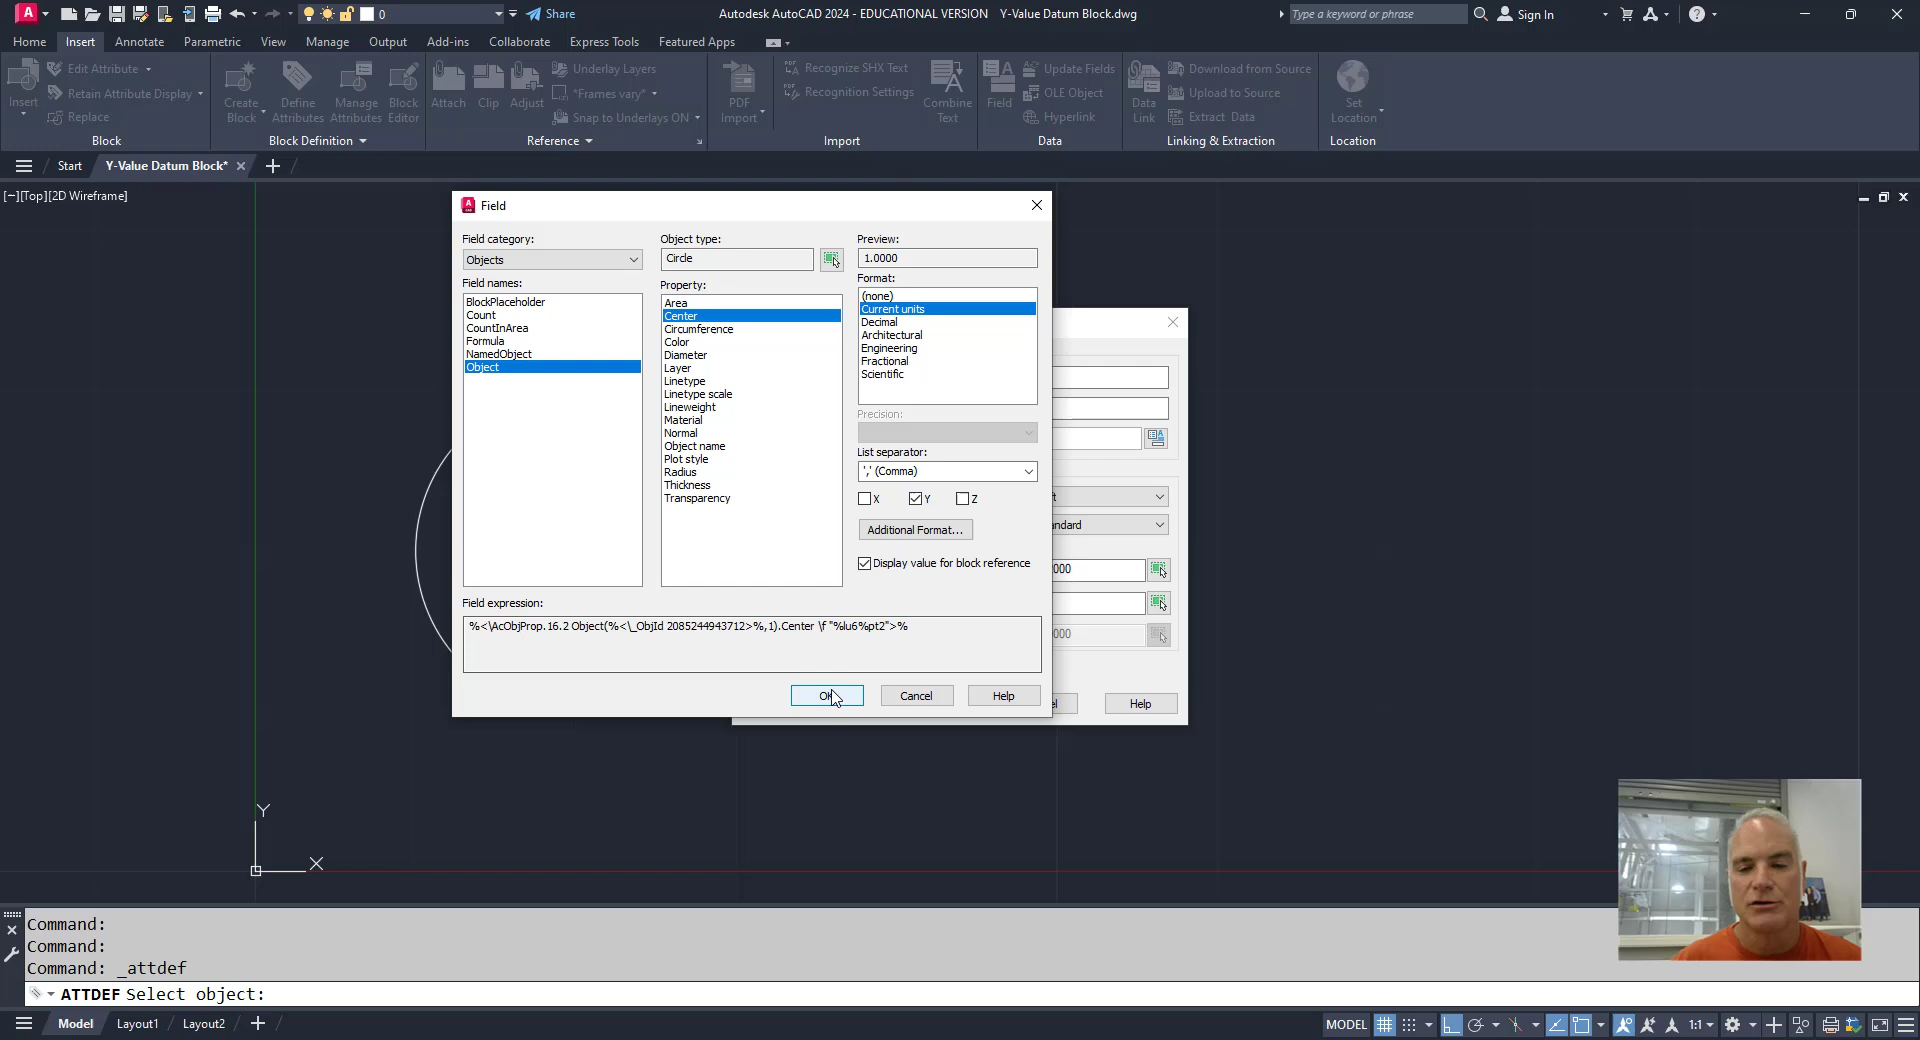 0
Share
Autodesk AutoCAD 2024 - EDUCATIONAL VERSION Y-Value Datum Block.dwg
Type a keyword or phrase
Sign In
Home
Insert
Annotate
Parametric
View
Manage
Output
Add-ins
Collaborate
Express Tools
Featured Apps
Insert
Edit Attribute
Retain Attribute Display
Replace
Block
Create
Block
Define
Attributes
Manage
Attributes
Block
Editor
Block Definition
Attach
Clip
Adjust
Underlay Layers
*Frames vary*
Snap to Underlays ON
Reference
PDF
Import
Recognize SHX Text
Recognition Settings
Combine
Text
Import
Field
Update Fields
OLE Object
Hyperlink
Data
Data
Link
Download from Source
Upload to Source
Extract Data
Linking & Extraction
Set
Location
Location
Start
Y-Value Datum Block*
[−][Top][2D Wireframe]
Field
Field category:
Objects
Field names:
BlockPlaceholder
Count
CountInArea
Formula
NamedObject
Object
Object type:
Circle
Property:
Area
Center
Circumference
Color
Diameter
Layer
Linetype
Linetype scale
Lineweight
Material
Normal
Object name
Plot style
Radius
Thickness
Transparency
Preview:
1.0000
Format:
(none)
Current units
Decimal
Architectural
Engineering
Fractional
Scientific
Precision:
List separator:
',' (Comma)
X
Y
Z
Additional Format...
Display value for block reference
Field expression:
%<\AcObjProp.16.2 Object(%<\_ObjId 2085244943712>%,1).Center \f "%lu6%pt2">%
OK
Cancel
Help
ft
andard
000
000
el
Help
Y
X
Command:
Command:
Command: _attdef
ATTDEF Select object:
Model
Layout1
Layout2
MODEL
1:1